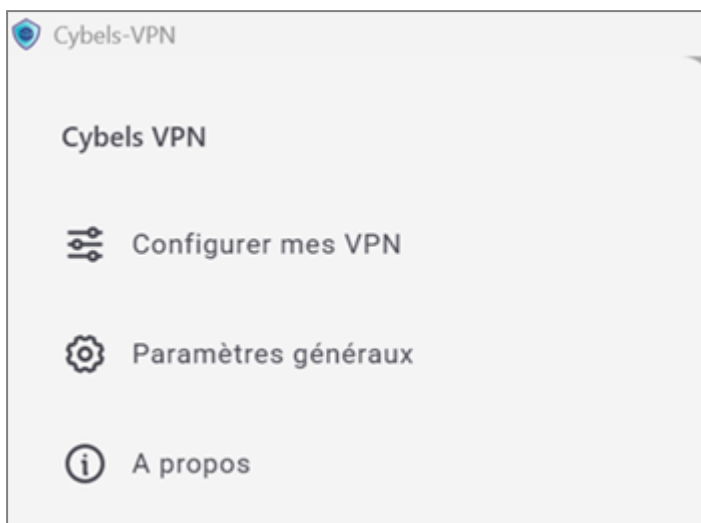 Cybels-VPN
Cybels VPN
Configurer mes VPN
Paramètres généraux
A propos